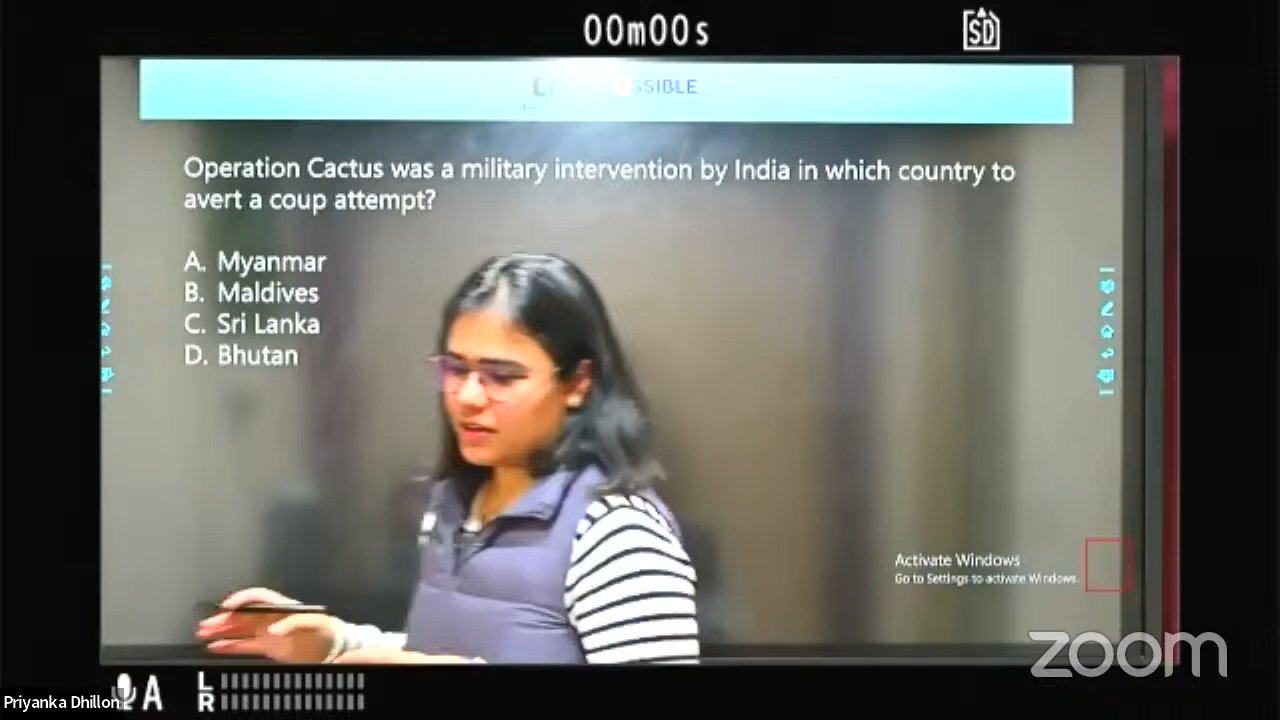 00m00s
SD
SSIBLE
Operation Cactus was a military intervention by India in which country to
avert a coup attempt?
A. Myanmar
B. Maldives
C. Sri Lanka
D. Bhutan
Activate Windows
Go to Settings to activate Windows.
zoom
Priyanka Dhillon
A
L
R